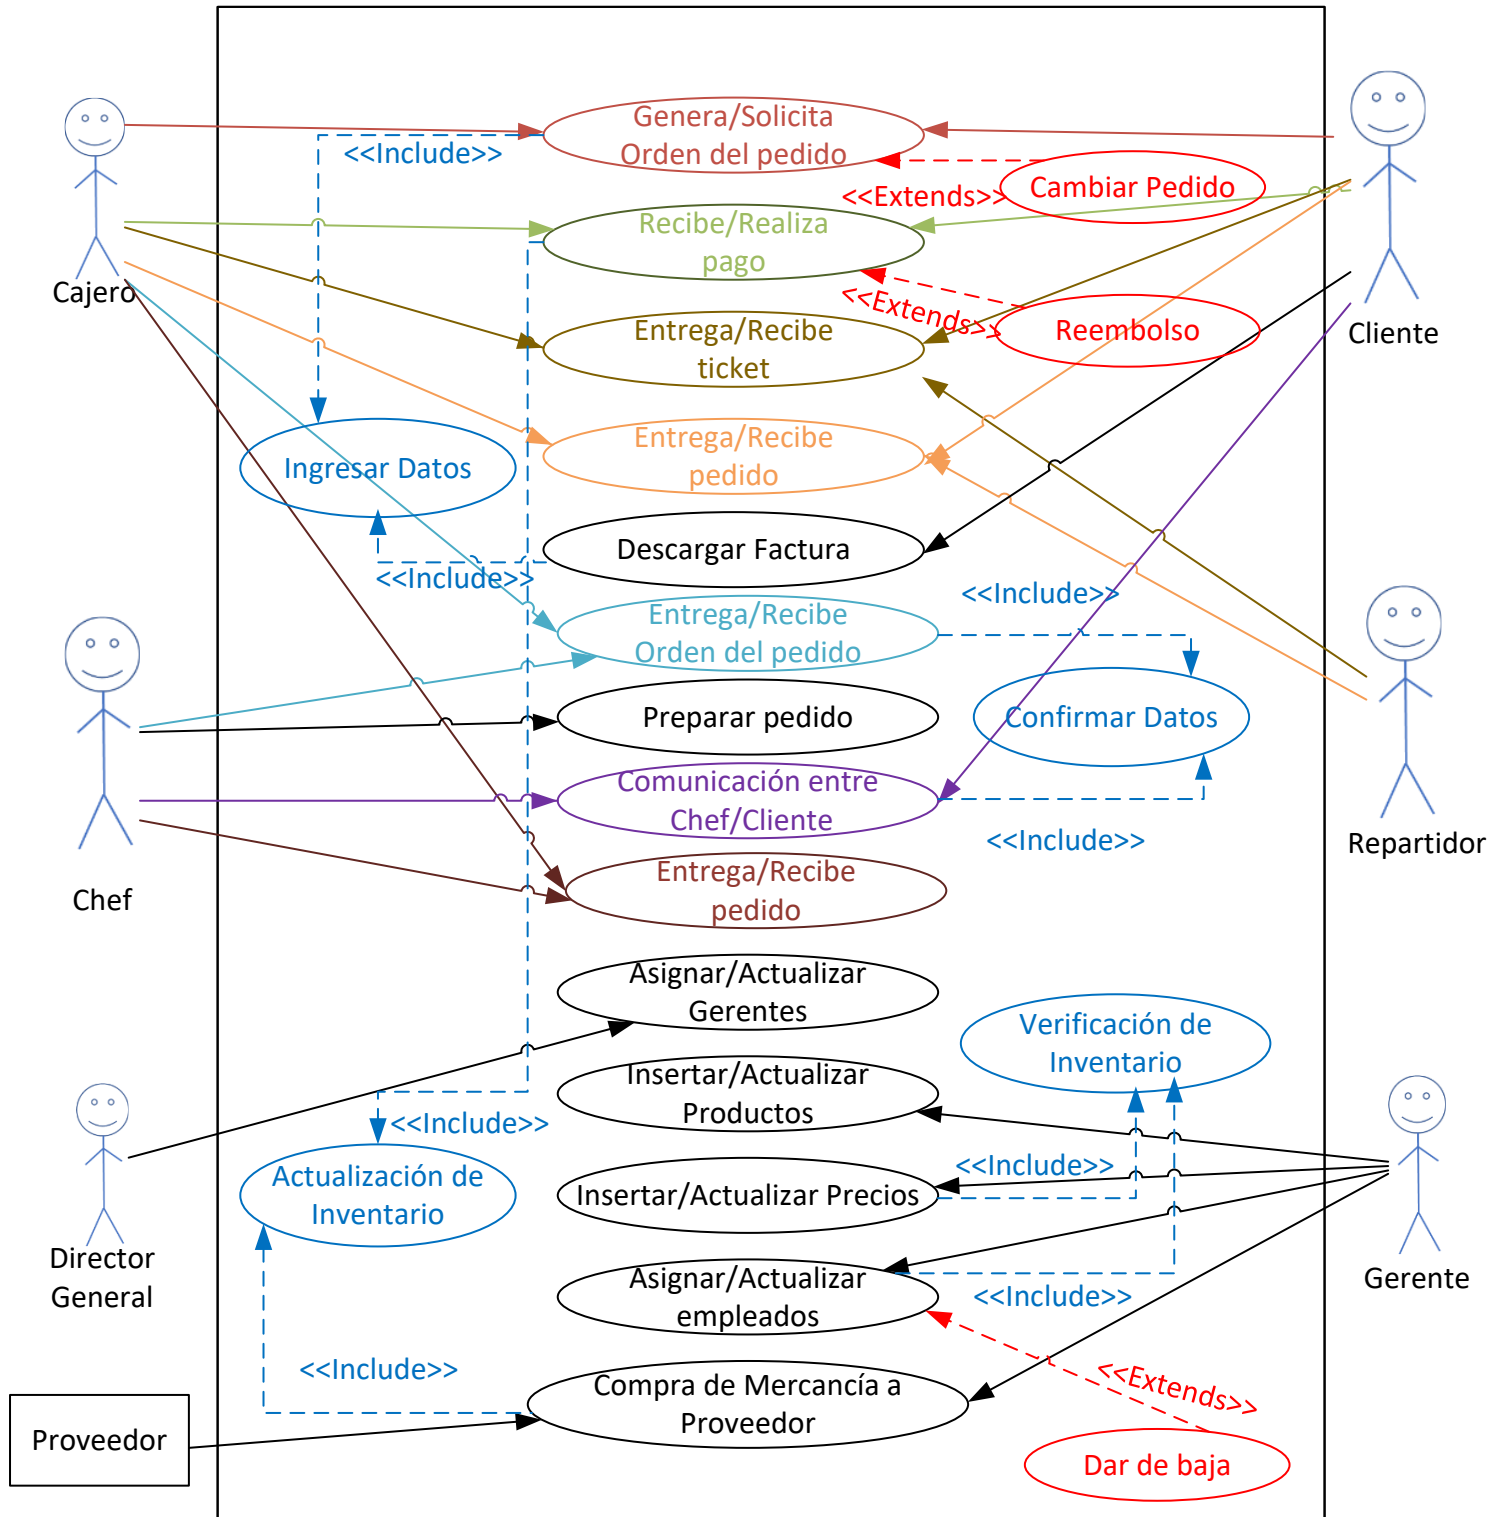 Genera/Solicita
Orden del pedido
<<Include>>
Cambiar Pedido
<<Extends>>
Recibe/Realiza
pago
Cajero
<<Extends>>
Entrega/Recibe
ticket
Reembolso
Cliente
Entrega/Recibe
pedido
Ingresar Datos
Descargar Factura
<<Include>>
<<Include>>
Entrega/Recibe
Orden del pedido
Preparar pedido
Confirmar Datos
Comunicación entre
Chef/Cliente
<<Include>>
Repartidor
Entrega/Recibe
pedido
Chef
Asignar/Actualizar
Gerentes
Verificación de
Inventario
Insertar/Actualizar
Productos
<<Include>>
Actualización de
Inventario
<<Include>>
Insertar/Actualizar Precios
Director
General
Asignar/Actualizar
empleados
<<Include>>
Gerente
<<Include>>
Compra de Mercancía a
Proveedor
<<Extends>>
Proveedor
Dar de baja